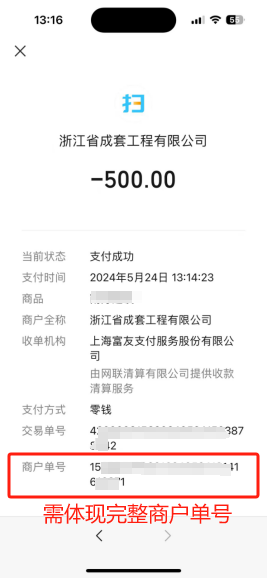 13:16
5
扫
浙江省成套工程有限公司
-500.00
当前状态 支付成功
支付时间 2024年5月24日 13:14:23
商品
商户全称 浙江省成套工程有限公司
收单机构 上海富友支付服务股份有限公
司
由网联清算有限公司提供收款
清算服务
支付方式 零钱
交易单号
商户单号 15
需体现完整商户单号